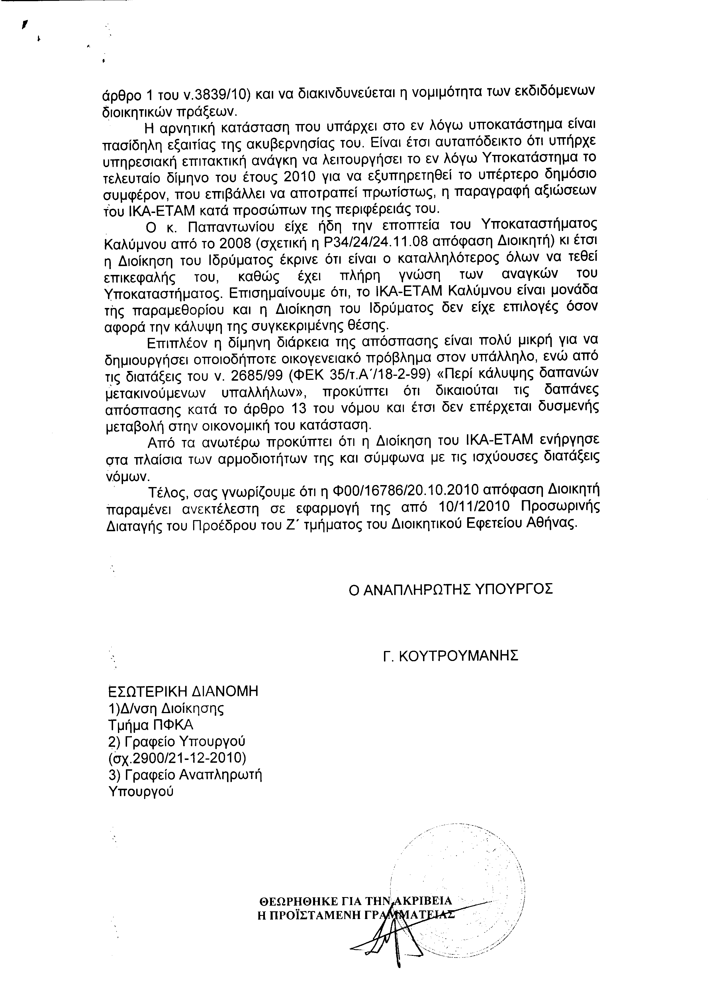 άρθρο 1 του ν.3839/10) και να διακινδυνεύεται η νομιμότητα των εκδιδόμενων
διοικητικών πράξεων.
Η αρνητική κατάσταση που υπάρχει στο εν λόγω υποκατάστημα είναι
πασίδηλη εξαιτίας της ακυβερνησίας του. Είναι έτσι αυταπόδεικτο ότι υπήρχε
υπηρεσιακή επιτακτική ανάγκη να λειτουργήσει το εν λόγω Υποκατάστημα το
τελευταίο δίμηνο του έτους 2010 για να εξυπηρετηθεί το υπέρτερο δημόσιο
συμφέρον, που επιβάλλει να αποτραπεί πρωτίστως, η παραγραφή αξιώσεων
του ΙΚΑ-ΕΤΑΜ κατά προσώπων της περιφέρειάς του.
Ο κ. Παπαντωνίου είχε ήδη την εποπτεία του Υποκαταστήματος
Καλύμνου από το 2008 (σχετική η Ρ34/24/24.11.08 απόφαση Διοικητή) κι έτσι
η Διοίκηση του Ιδρύματος έκρινε ότι είναι ο καταλληλότερος όλων να τεθεί
επικεφαλής του, καθώς έχει πλήρη γνώση των αναγκών του
Υποκαταστήματος. Επισημαίνουμε ότι, το ΙΚΑ-ΕΤΑΜ Καλύμνου είναι μονάδα
της παραμεθορίου και η Διοίκηση του Ιδρύματος δεν είχε επιλογές όσον
αφορά την κάλυψη της συγκεκριμένης θέσης.
Επιπλέον η δίμηνη διάρκεια της απόσπασης είναι πολύ μικρή για να
δημιουργήσει οποιοδήποτε οικογενειακό πρόβλημα στον υπάλληλο, ενώ από
τις διατάξεις του ν. 2685/99 (ΦΕΚ 35/τ.Α΄/18-2-99) «Περί κάλυψης δαπανών
μετακινούμενων υπαλλήλων», προκύπτει ότι δικαιούται τις δαπάνες
απόσπασης κατά το άρθρο 13 του νόμου και έτσι δεν επέρχεται δυσμενής
μεταβολή στην οικονομική του κατάσταση.
Από τα ανωτέρω προκύπτει ότι η Διοίκηση του ΙΚΑ-ΕΤΑΜ ενήργησε
στα πλαίσια των αρμοδιοτήτων της και σύμφωνα με τις ισχύουσες διατάξεις
νόμων.
Τέλος, σας γνωρίζουμε ότι η Φ00/16786/20.10.2010 απόφαση Διοικητή
παραμένει ανεκτέλεστη σε εφαρμογή της από 10/11/2010 Προσωρινής
Διαταγής του Προέδρου του Ζ΄ τμήματος του Διοικητικού Εφετείου Αθήνας.
Ο ΑΝΑΠΛΗΡΩΤΗΣ ΥΠΟΥΡΓΟΣ
Γ. ΚΟΥΤΡΟΥΜΑΝΗΣ
ΕΣΩΤΕΡΙΚΗ ΔΙΑΝΟΜΗ
1)Δ/νση Διοίκησης
Τμήμα ΠΦΚΑ
2) Γραφείο Υπουργού
(σχ.2900/21-12-2010)
3) Γραφείο Αναπληρωτή
Υπουργού
ΘΕΩΡΗΘΗΚΕ ΓΙΑ ΤΗΝ ΑΚΡΙΒΕΙΑ
Η ΠΡΟΪΣΤΑΜΕΝΗ ΓΡΑΜΜΑΤΕΙΑΣ